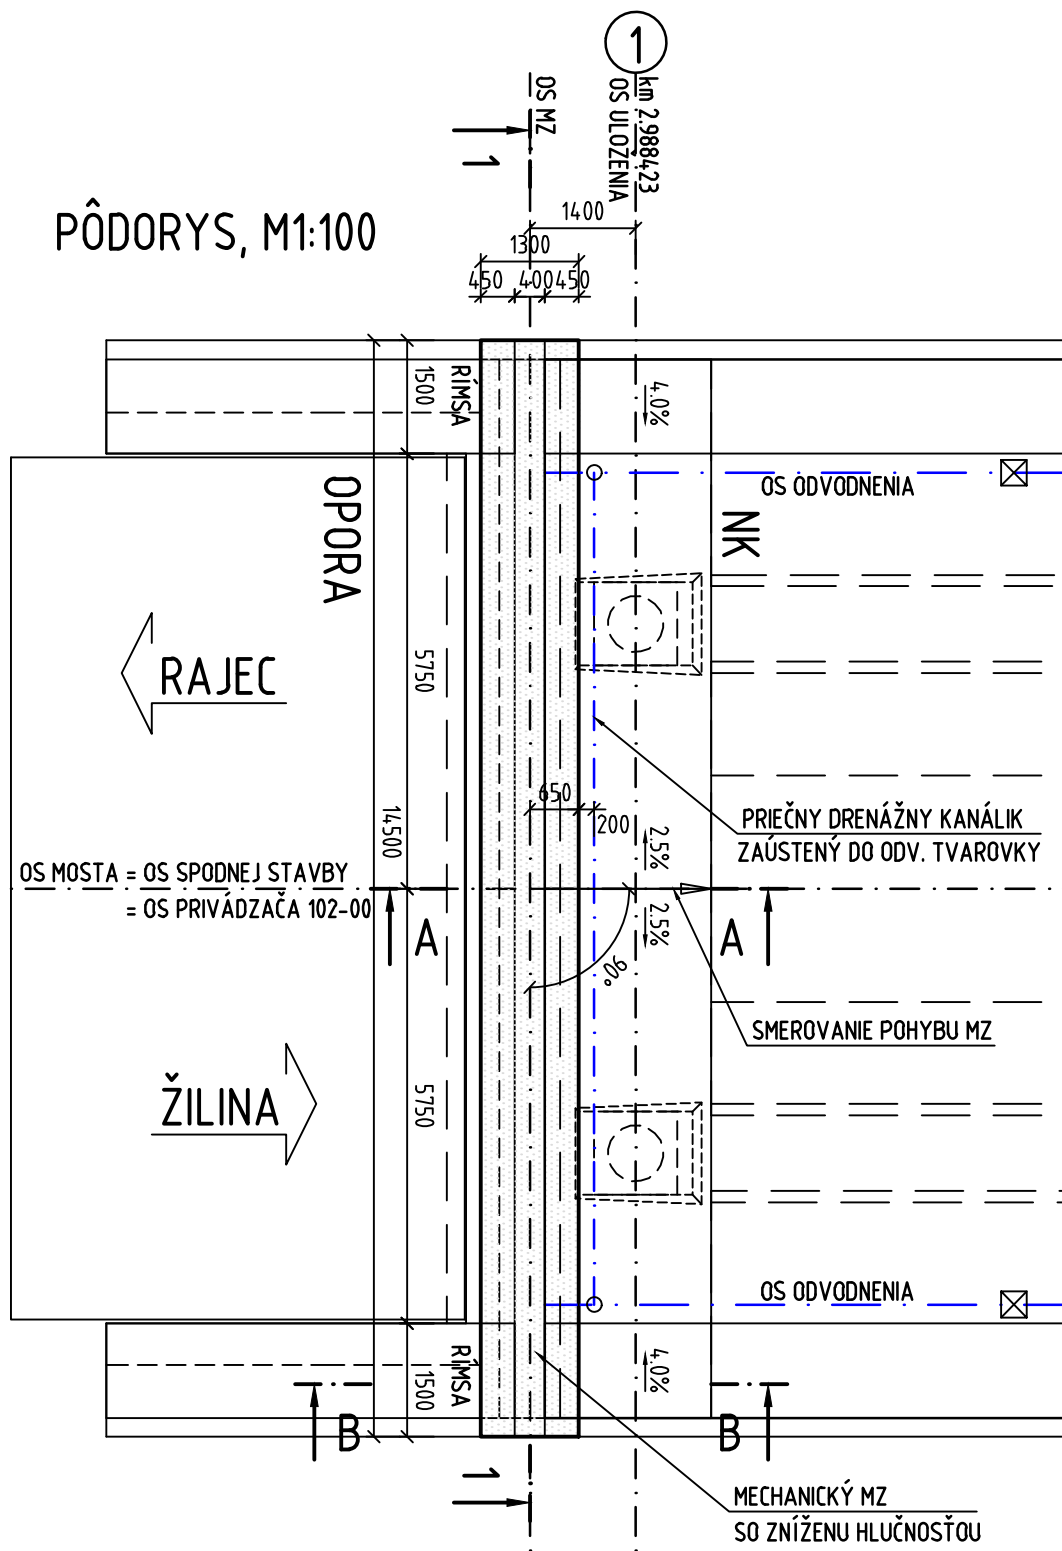 1
km 2.988423
OS ULOŽENIA
OS MZ
1
PÔDORYS, M1:100
1400
1300
450
400
450
1500
RÍMSA
4.0%
OS ODVODNENIA
OPORA
NK
RAJEC
5750
650
200
2.5%
PRIEČNY DRENÁŽNY KANÁLIK
ZAÚSTENÝ DO ODV. TVAROVKY
14500
OS MOSTA = OS SPODNEJ STAVBY
= OS PRIVÁDZAČA 102-00
A
2.5%
A
90°
SMEROVANIE POHYBU MZ
ŽILINA
5750
OS ODVODNENIA
RÍMSA
1500
4.0%
B
B
1
MECHANICKÝ MZ
SO ZNÍŽENU HLUČNOSŤOU